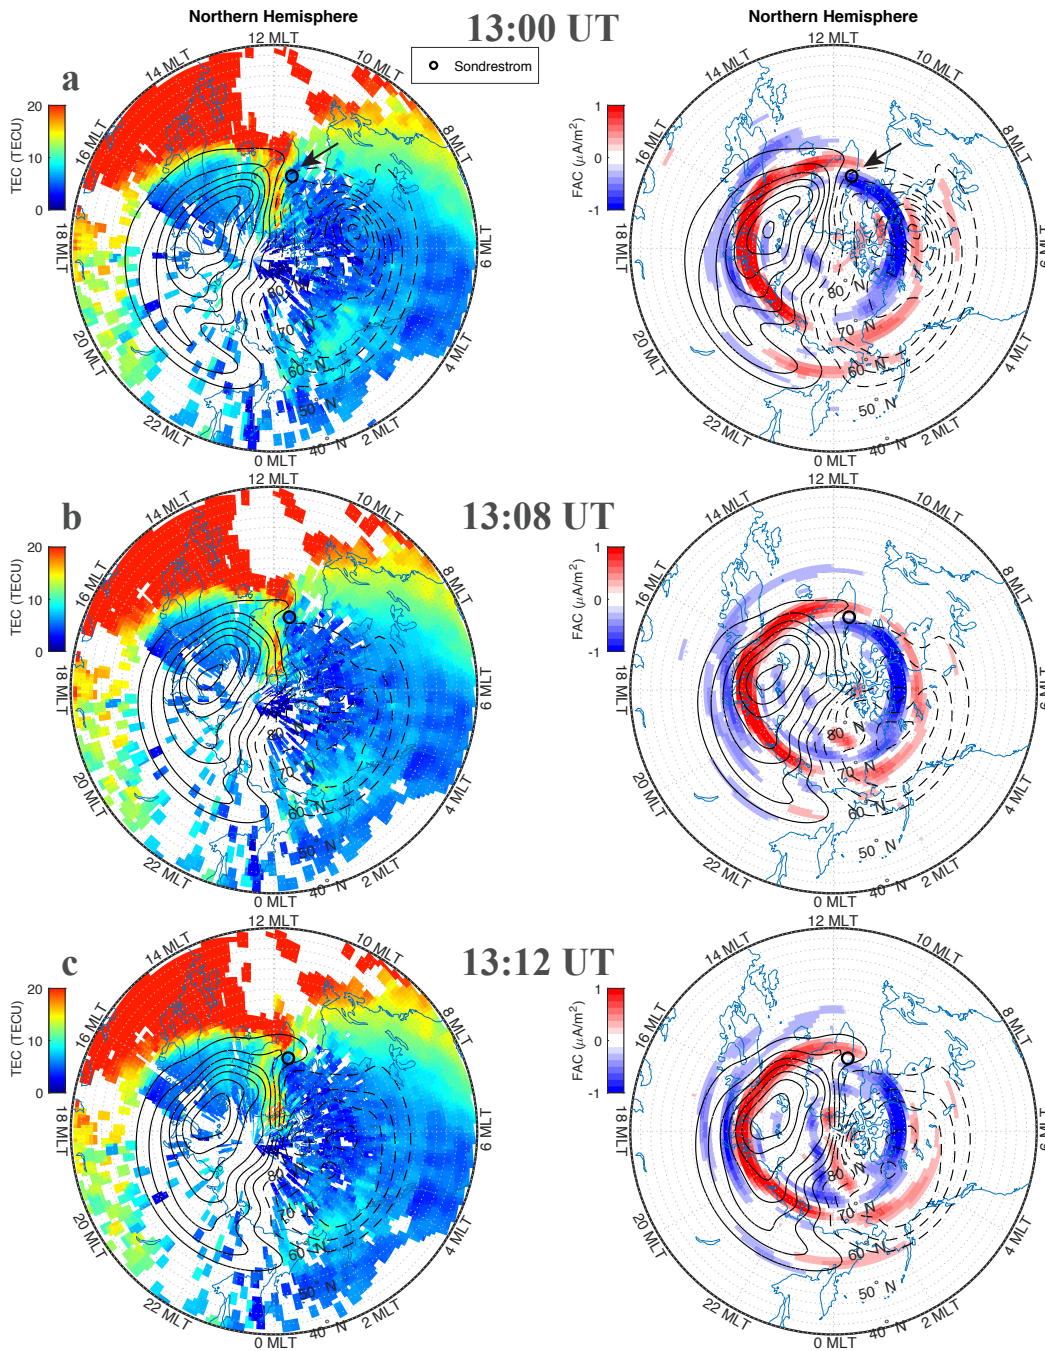 Northern Hemisphere
13:00 UT
Northern Hemisphere
Sondrestrom
a
12 MLT
14 MLT
10 MLT
16 MLT
8 MLT
18 MLT
6 MLT
20 MLT
4 MLT
22 MLT
2 MLT
0 MLT
80° N
70° N
60° N
50° N
40° N
TEC (TECU)
20
10
0
12 MLT
14 MLT
10 MLT
16 MLT
8 MLT
18 MLT
6 MLT
20 MLT
4 MLT
22 MLT
2 MLT
0 MLT
80° N
70° N
60° N
50° N
40° N
FAC (μA/m²)
1
0
-1
b
13:08 UT
12 MLT
14 MLT
10 MLT
16 MLT
8 MLT
18 MLT
6 MLT
20 MLT
4 MLT
22 MLT
2 MLT
0 MLT
80° N
70° N
60° N
50° N
40° N
TEC (TECU)
20
10
0
12 MLT
14 MLT
10 MLT
16 MLT
8 MLT
18 MLT
6 MLT
20 MLT
4 MLT
22 MLT
2 MLT
0 MLT
80° N
70° N
60° N
50° N
40° N
FAC (μA/m²)
1
0
-1
c
13:12 UT
12 MLT
14 MLT
10 MLT
16 MLT
8 MLT
18 MLT
6 MLT
20 MLT
4 MLT
22 MLT
2 MLT
0 MLT
80° N
70° N
60° N
50° N
40° N
TEC (TECU)
20
10
0
12 MLT
14 MLT
10 MLT
16 MLT
8 MLT
18 MLT
6 MLT
20 MLT
4 MLT
22 MLT
2 MLT
0 MLT
80° N
70° N
60° N
50° N
40° N
FAC (μA/m²)
1
0
-1